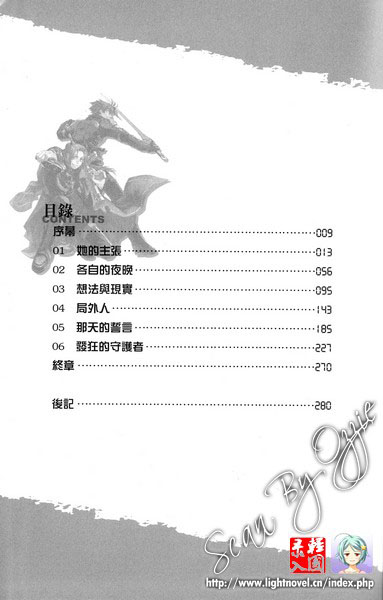 目錄
CONTENTS
序幕 009
01 她的主張 013
02 各自的夜晚 056
03 想法與現實 095
04 局外人 143
05 那天的誓言 185
06 發狂的守護者 227
終章 270
後記 280
Scan By Ozzie
輕國
录入
http://www.lightnovel.cn/index.php